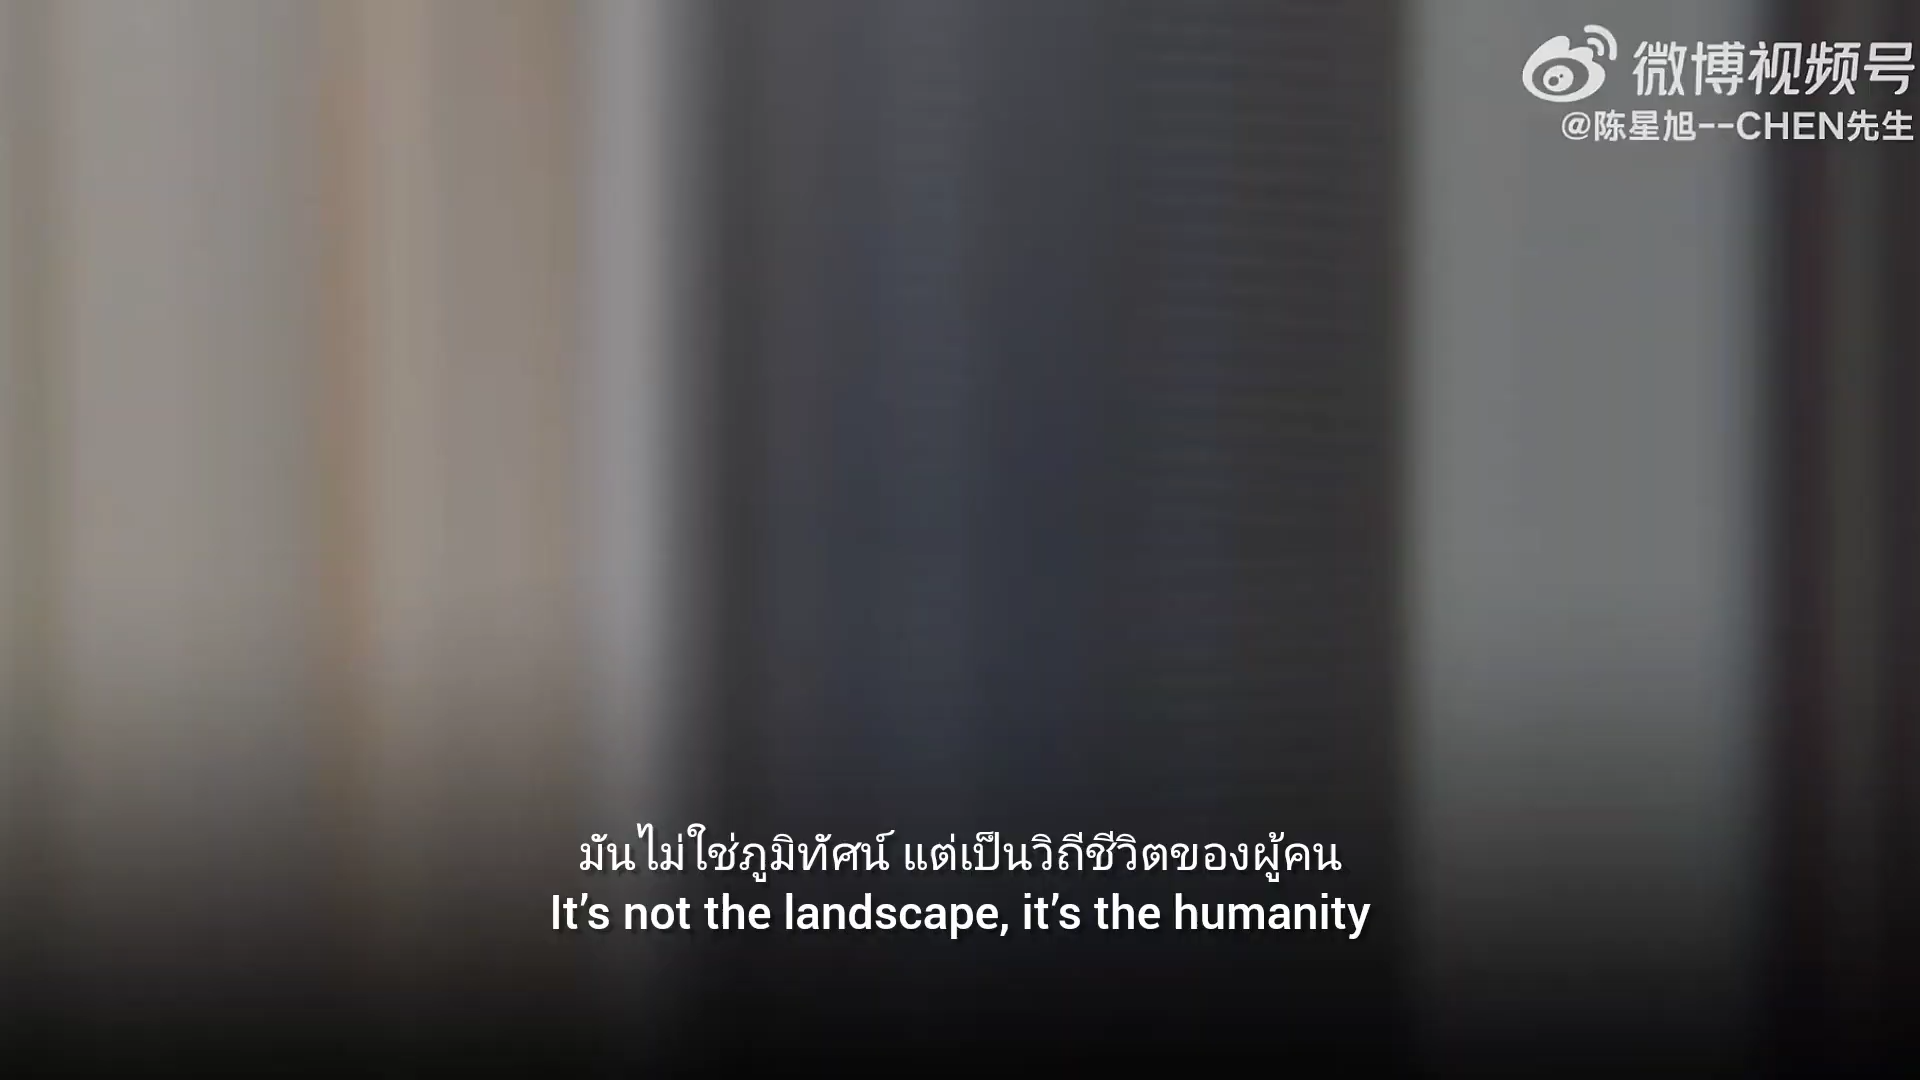 微博视频号
@陈星旭--CHEN先生
มันไม่ใช่ภูมิทัศน์ แต่เป็นวิถีชีวิตของผู้คน
It's not the landscape, it's the humanity